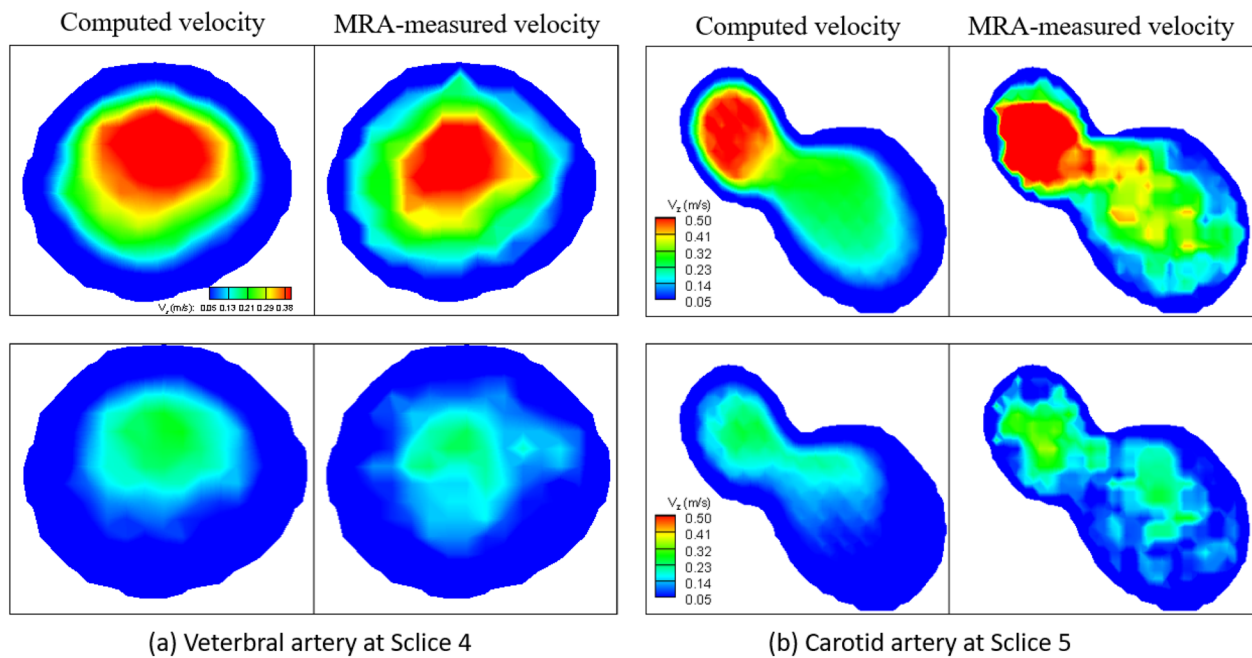 Computed velocity
MRA-measured velocity
Computed velocity
MRA-measured velocity
Vz (m/s): 0.05 0.13 0.21 0.29 0.38
Vz (m/s)
0.50
0.41
0.32
0.23
0.14
0.05
Vz (m/s)
0.50
0.41
0.32
0.23
0.14
0.05
(a) Veterbral artery at Sclice 4
(b) Carotid artery at Sclice 5